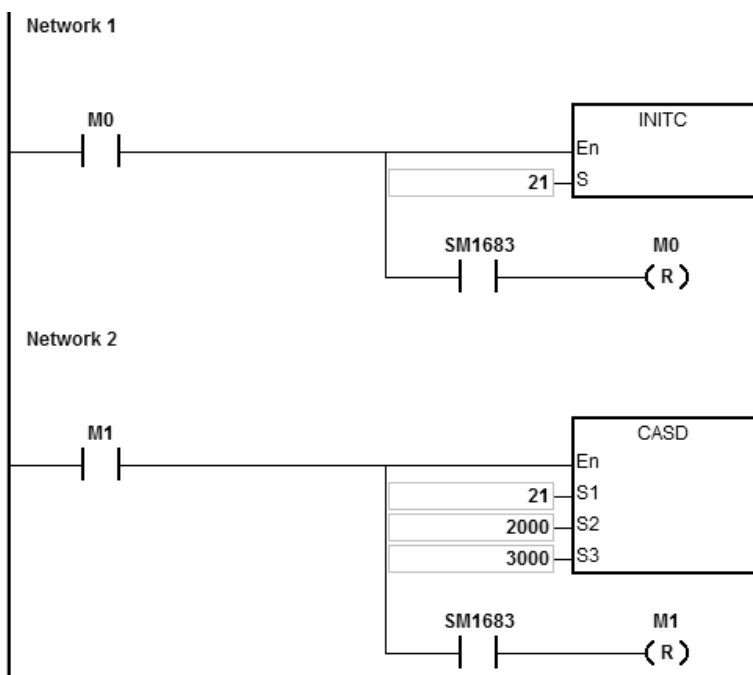 Network 1
M0
INITC
En
21 S
SM1683 M0
R
Network 2
M1
CASD
En
21 S1
2000 S2
3000 S3
SM1683 M1
R